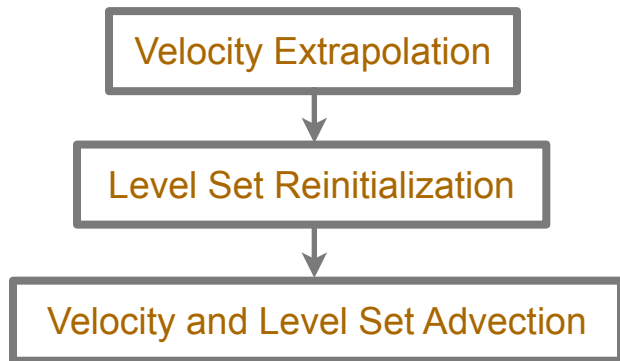 Velocity Extrapolation
Level Set Reinitialization
Velocity and Level Set Advection